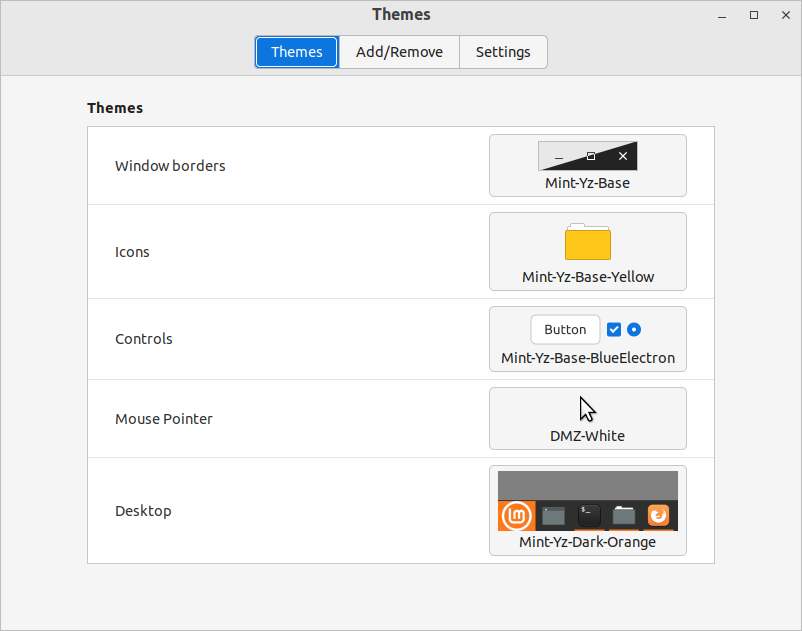 Themes
Themes Add/Remove Settings
Themes
Window borders
Mint-Yz-Base
Icons
Mint-Yz-Base-Yellow
Controls
Button
Mint-Yz-Base-BlueElectron
Mouse Pointer
DMZ-White
Desktop
$_
Mint-Yz-Dark-Orange